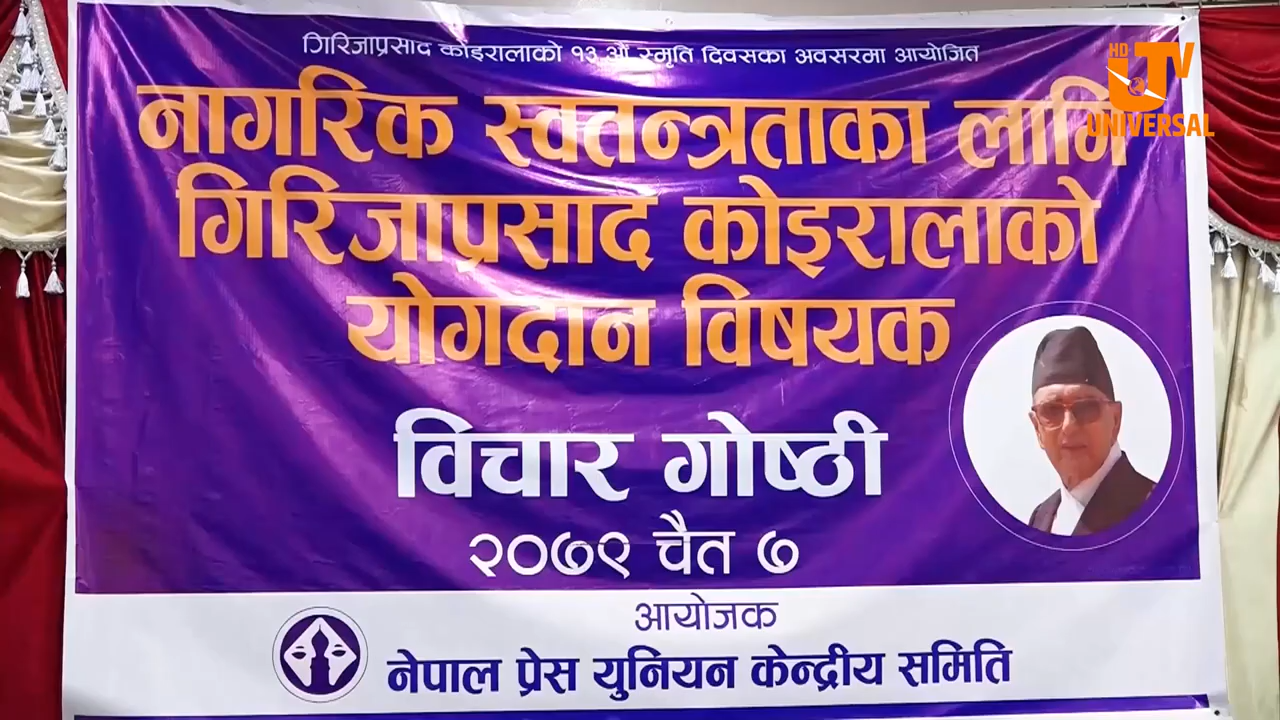 गिरिजाप्रसाद कोइरालाको १३ औं स्मृति दिवसका अवसरमा आयोजित
नागरिक स्वतन्त्रताका लागि
गिरिजाप्रसाद कोइरालाको
योगदान विषयक
विचार गोष्ठी
२०७९ चैत ७
आयोजक
नेपाल प्रेस युनियन केन्द्रीय समिति
HD
UTV
UNIVERSAL